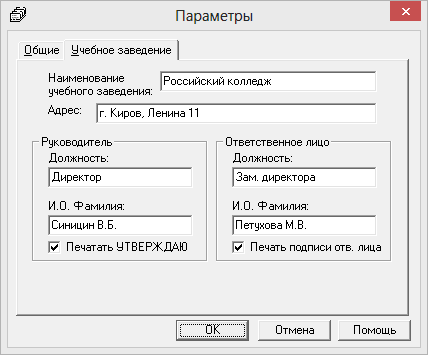 Параметры
Общие
Учебное заведение
Наименование
учебного заведения:
Российский колледж
Адрес:
г. Киров, Ленина 11
Руководитель
Должность:
Директор
И.О. Фамилия:
Синицин В.Б.
Печатать УТВЕРЖДАЮ
Ответственное лицо
Должность:
Зам. директора
И.О. Фамилия:
Петухова М.В.
Печать подписи отв. лица
OK
Отмена
Помощь